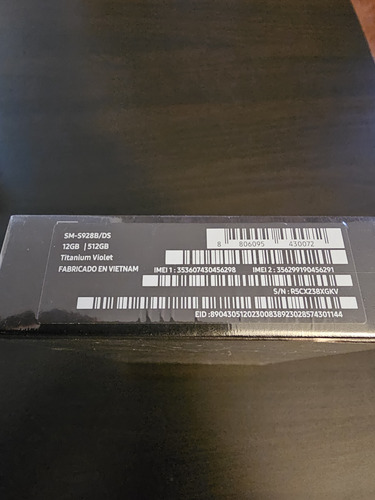 SM-S928B/DS
12GB | 512GB
Titanium Violet
FABRICADO EN VIETNAM
8 806095 430072
IMEI 1 : 353607430456298
IMEI 2 : 356299190456291
S/N : R5CX23BXGKV
EID :89043051202300838923028574301144